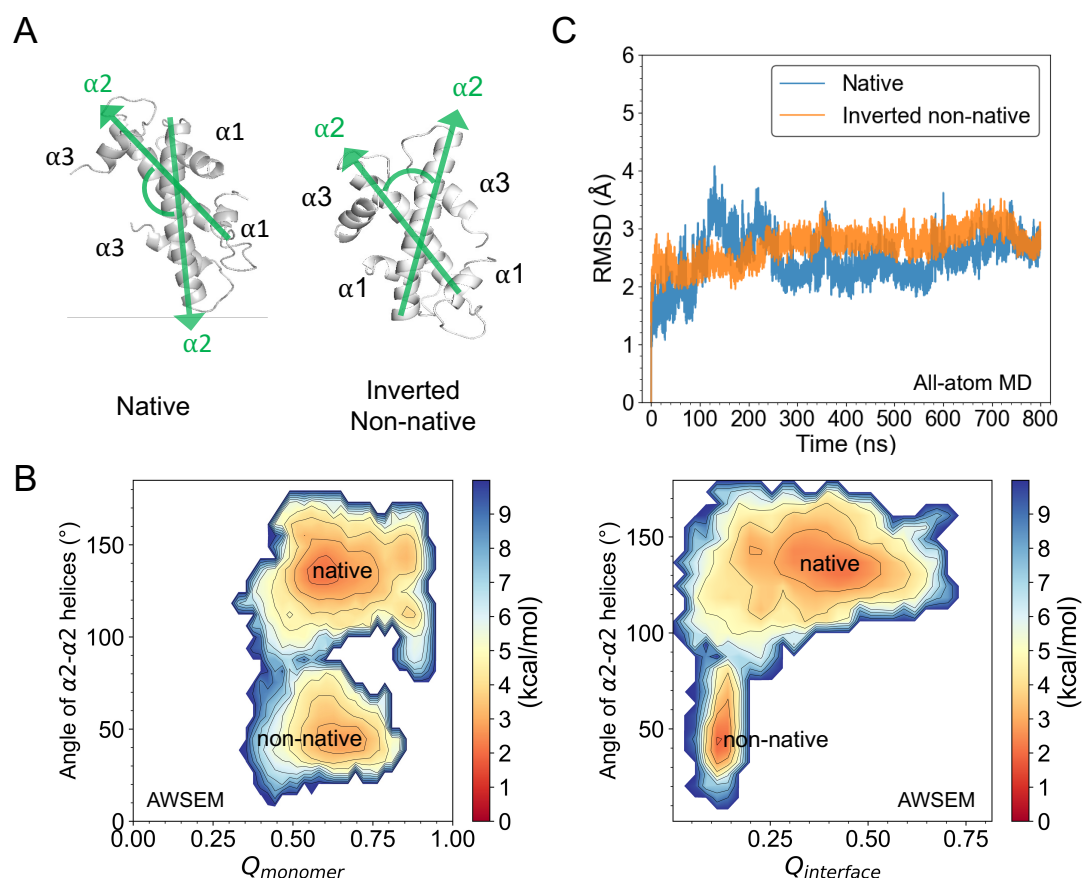 A
α2
α1
α3
α1
α3
α2
Native
α2
α2
α3
α3
α1
α1
Inverted
Non-native
C
6
5
4
3
2
1
0
RMSD (Å)
Native
Inverted non-native
All-atom MD
0 100 200 300 400 500 600 700 800
Time (ns)
B
150
100
50
0
Angle of α2-α2 helices (°)
native
non-native
AWSEM
0.00 0.25 0.50 0.75 1.00
Qmonomer
9
8
7
6
5
4
3
2
1
0
(kcal/mol)
150
100
50
Angle of α2-α2 helices (°)
native
non-native
AWSEM
0.25 0.50 0.75
Qinterface
9
8
7
6
5
4
3
2
1
0
(kcal/mol)